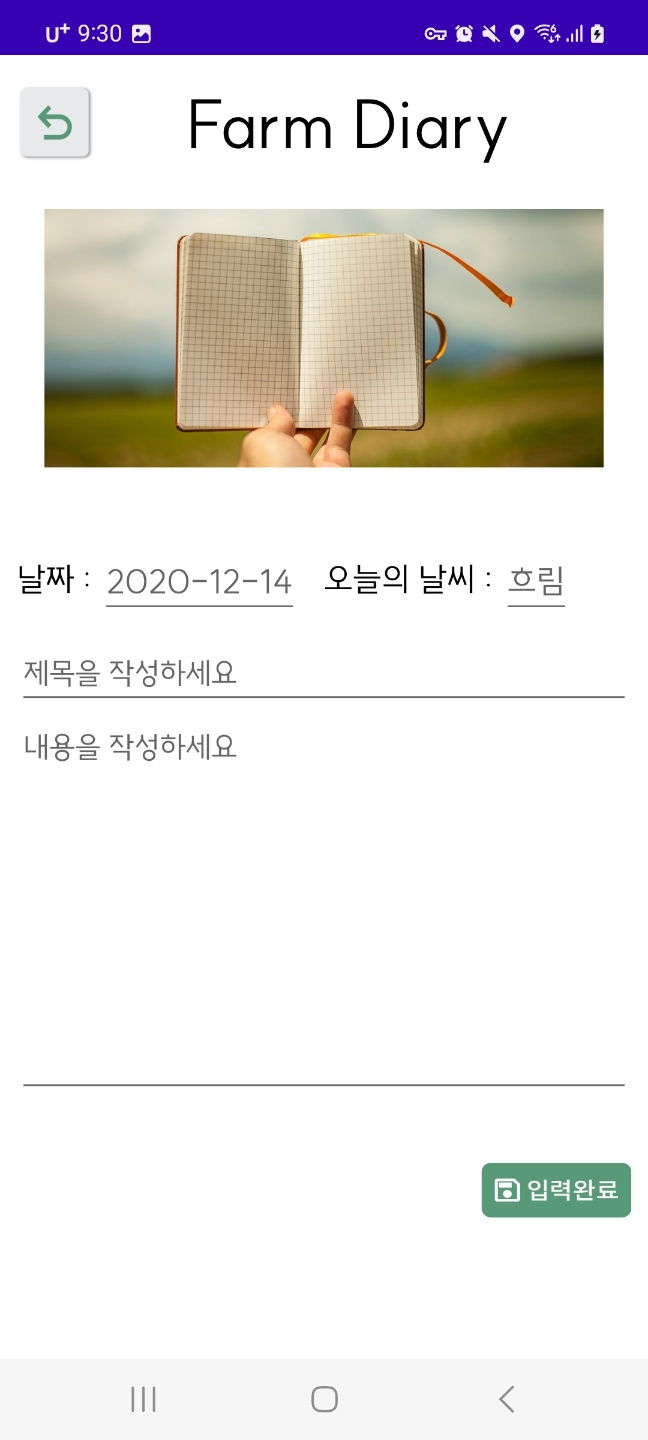 U+ 9:30
Farm Diary
날짜 : 2020-12-14 오늘의 날씨 : 흐림
제목을 작성하세요
내용을 작성하세요
입력완료